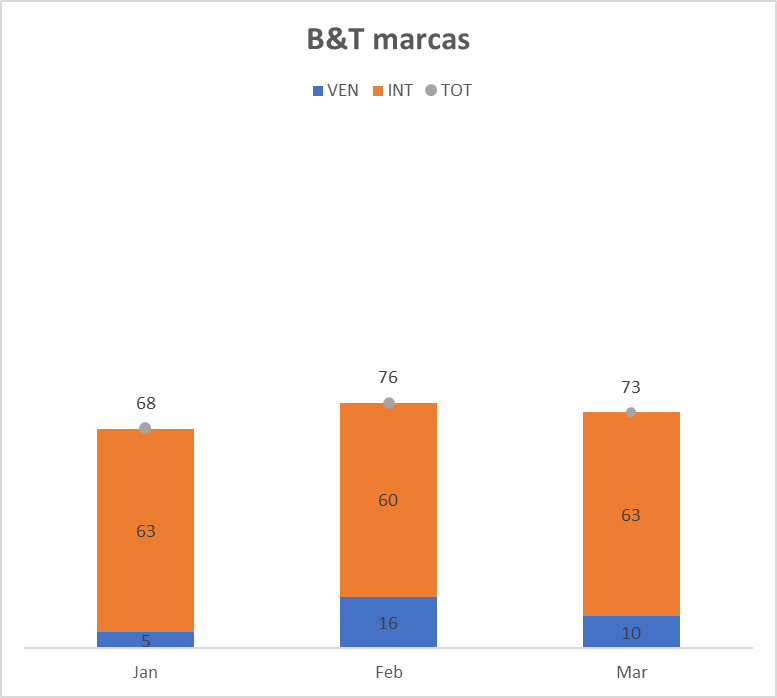 B&T marcas
VEN INT TOT
68 76 73
63 60 63
5 16 10
Jan Feb Mar